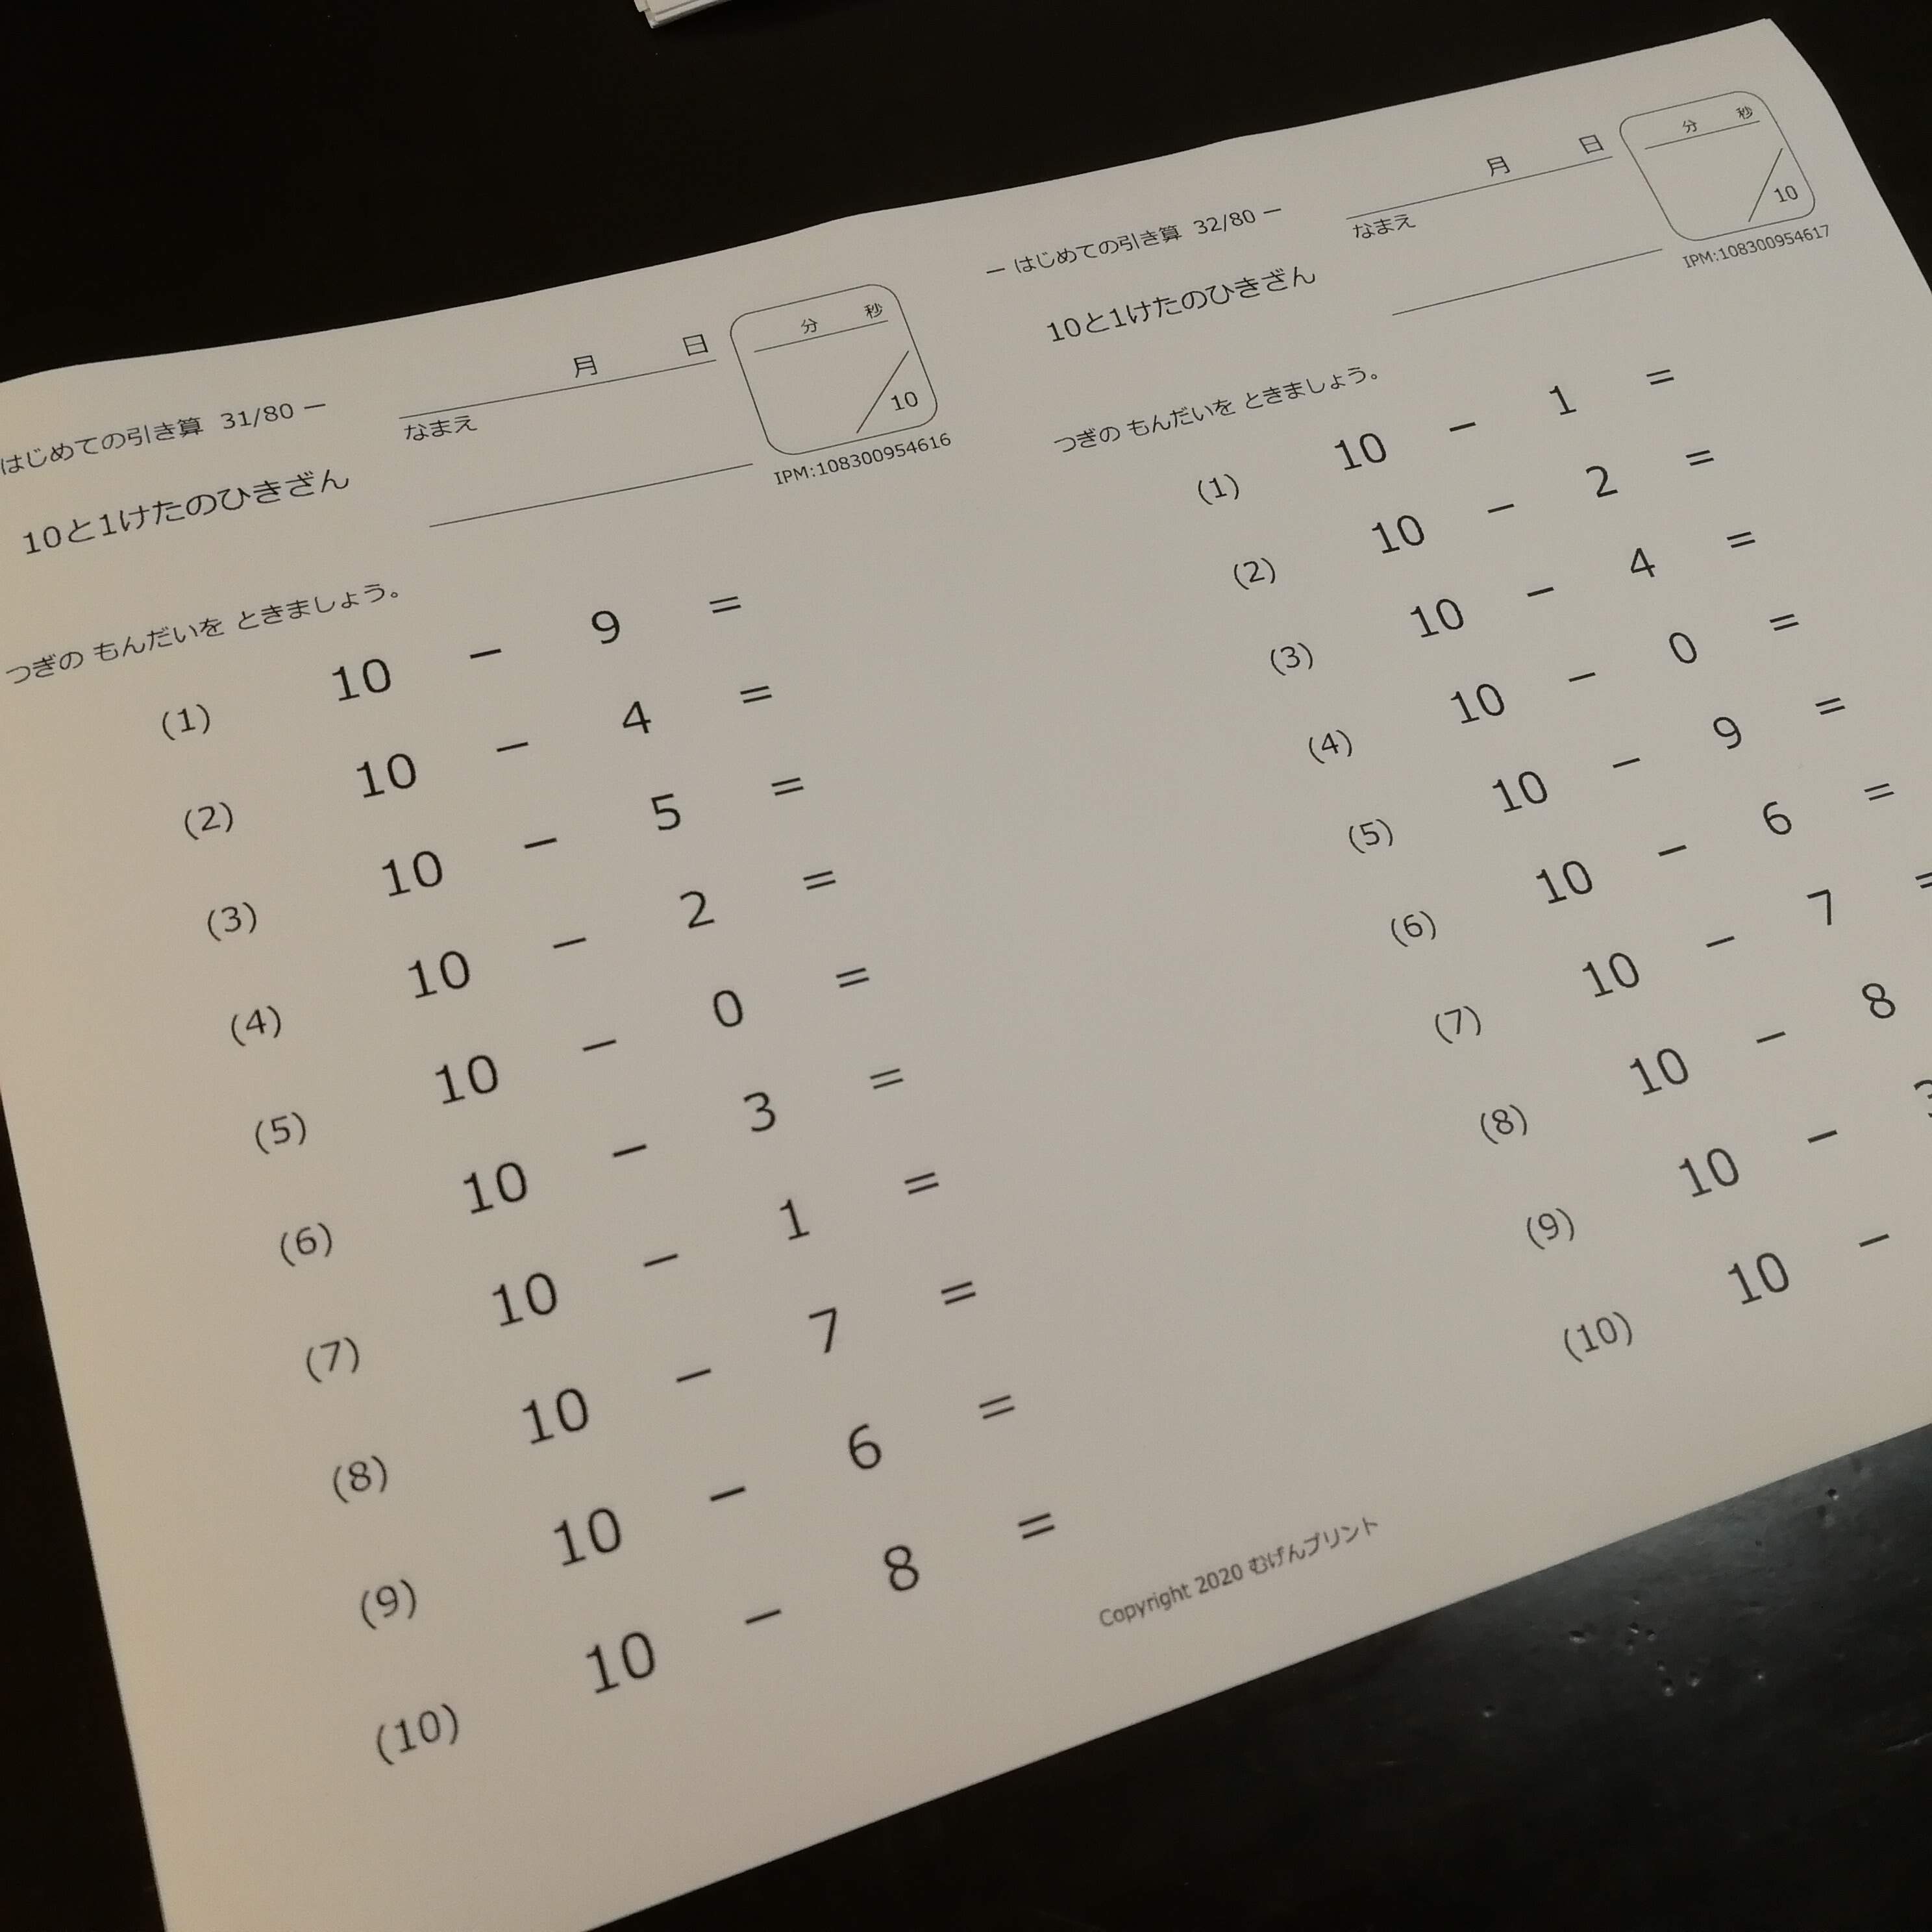 はじめての引き算 31/80 ー
月 日
分 秒
10
なまえ
IPM:108300954616
10と1けたのひきざん
つぎの もんだいを ときましょう。
(1) 10 － 9 ＝
(2) 10 － 4 ＝
(3) 10 － 5 ＝
(4) 10 － 2 ＝
(5) 10 － 0 ＝
(6) 10 － 3 ＝
(7) 10 － 1 ＝
(8) 10 － 7 ＝
(9) 10 － 6 ＝
(10) 10 － 8 ＝
ー はじめての引き算 32/80 ー
月 日
分 秒
10
なまえ
IPM:108300954617
10と1けたのひきざん
つぎの もんだいを ときましょう。
(1) 10 － 1 ＝
(2) 10 － 2 ＝
(3) 10 － 4 ＝
(4) 10 － 0 ＝
(5) 10 － 9 ＝
(6) 10 － 6 ＝
(7) 10 － 7 ＝
(8) 10 － 8
(9) 10 －
(10) 10 －
Copyright 2020 むげんプリント